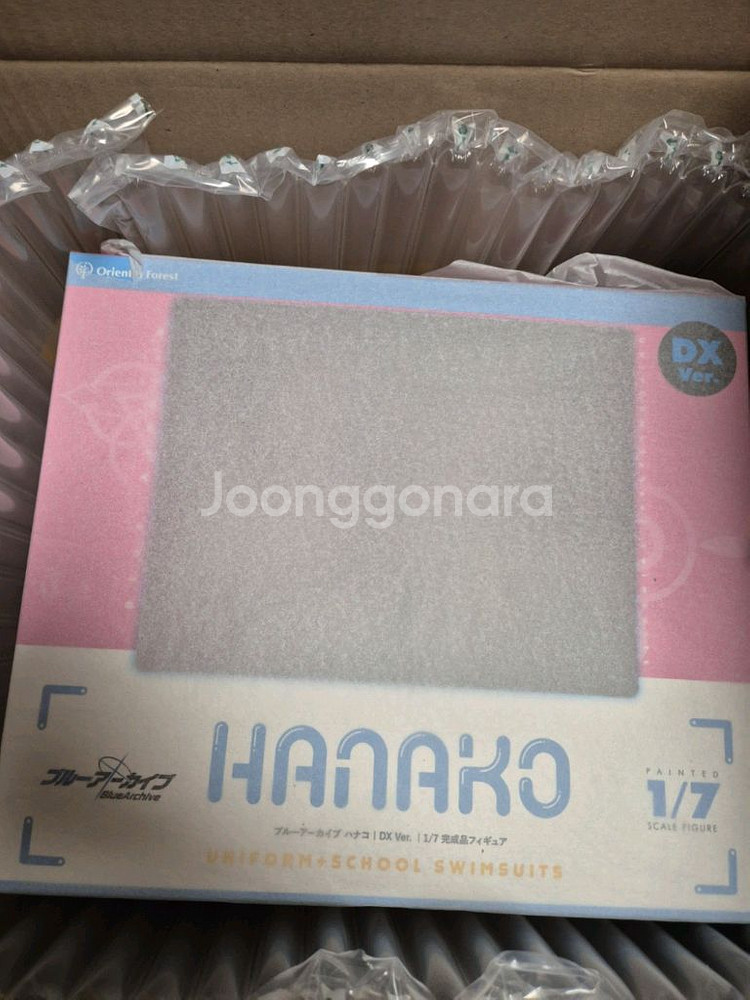 Orient Forest
DX
Ver.
Joonggonara
HANAKO
ブルーアーカイブ
BlueArchive
PAINTED
1/7
SCALE FIGURE
ブルーアーカイブ ハナコ | DX Ver. | 1/7 完成品フィギュア
UNIFORM+SCHOOL SWIMSUITS